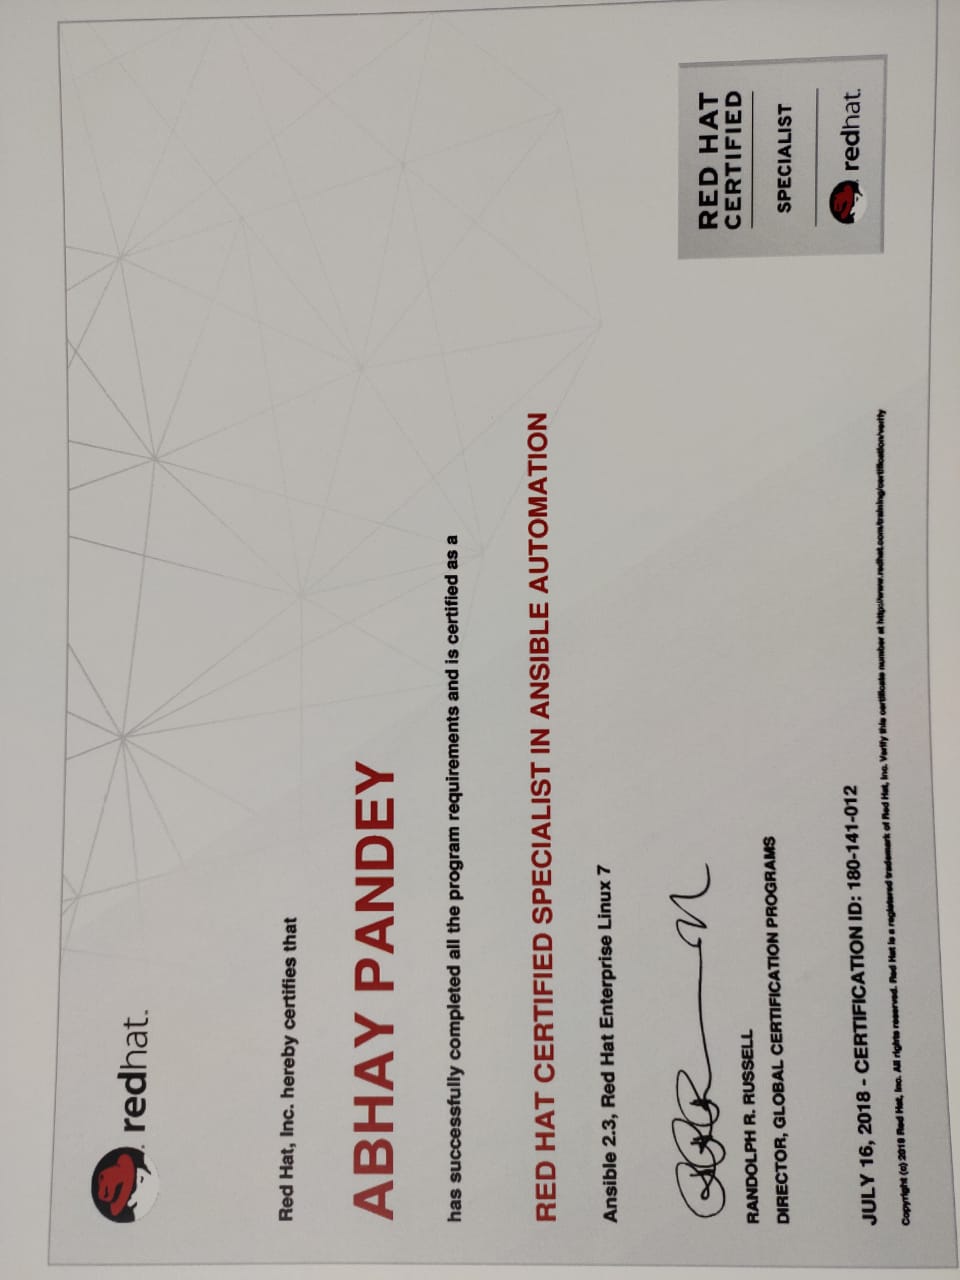 redhat.
Red Hat, Inc. hereby certifies that
ABHAY PANDEY
has successfully completed all the program requirements and is certified as a
RED HAT CERTIFIED SPECIALIST IN ANSIBLE AUTOMATION
Ansible 2.3, Red Hat Enterprise Linux 7
RANDOLPH R. RUSSELL
DIRECTOR, GLOBAL CERTIFICATION PROGRAMS
JULY 16, 2018 - CERTIFICATION ID: 180-141-012
Copyright (c) 2018 Red Hat, Inc. All rights reserved. Red Hat is a registered trademark of Red Hat, Inc. Verify this certificate number at http://www.redhat.com/training/certification/verify
RED HAT
CERTIFIED
SPECIALIST
redhat.